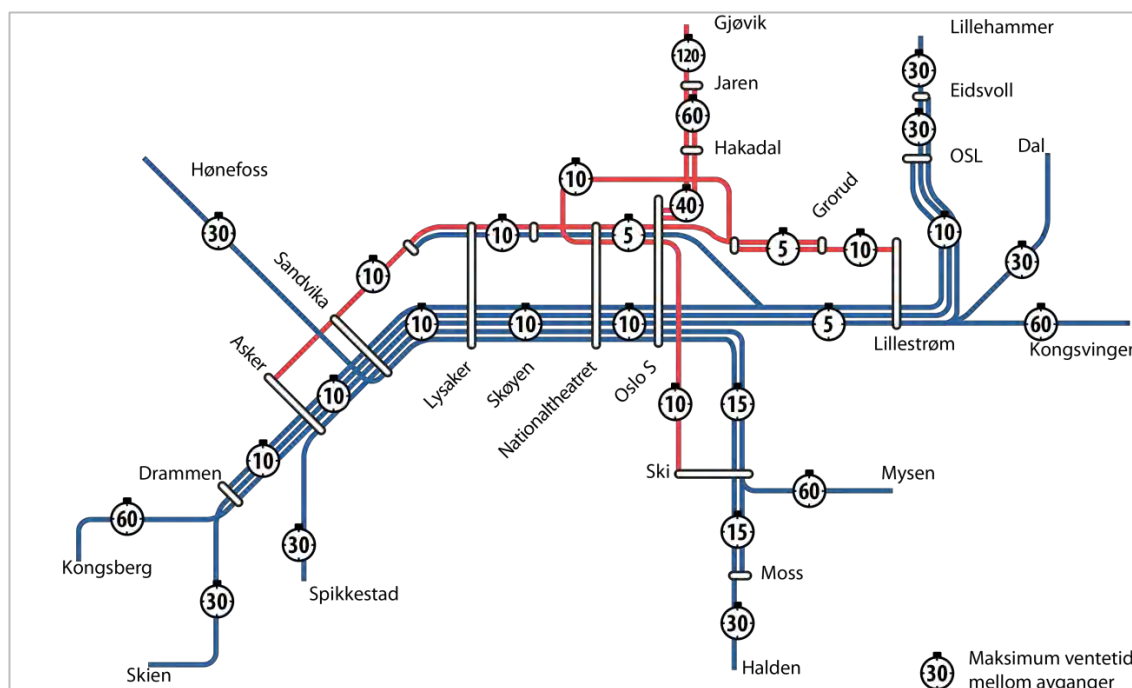 Gjøvik
Lillehammer
120
30
Jaren
Eidsvoll
60
30
Hakadal
OSL
Dal
Hønefoss
10
40
Grorud
30
10
5
5
10
10
30
Sandvika
10
10
10
10
5
60
Asker
Lysaker
Skøyen
Nationaltheatret
Oslo S
Lillestrøm
Kongsvinger
10
10
15
10
Drammen
Ski
Mysen
60
60
15
Kongsberg
30
Spikkestad
Moss
30
30
Skien
Halden
30
Maksimum ventetid
mellom avganger